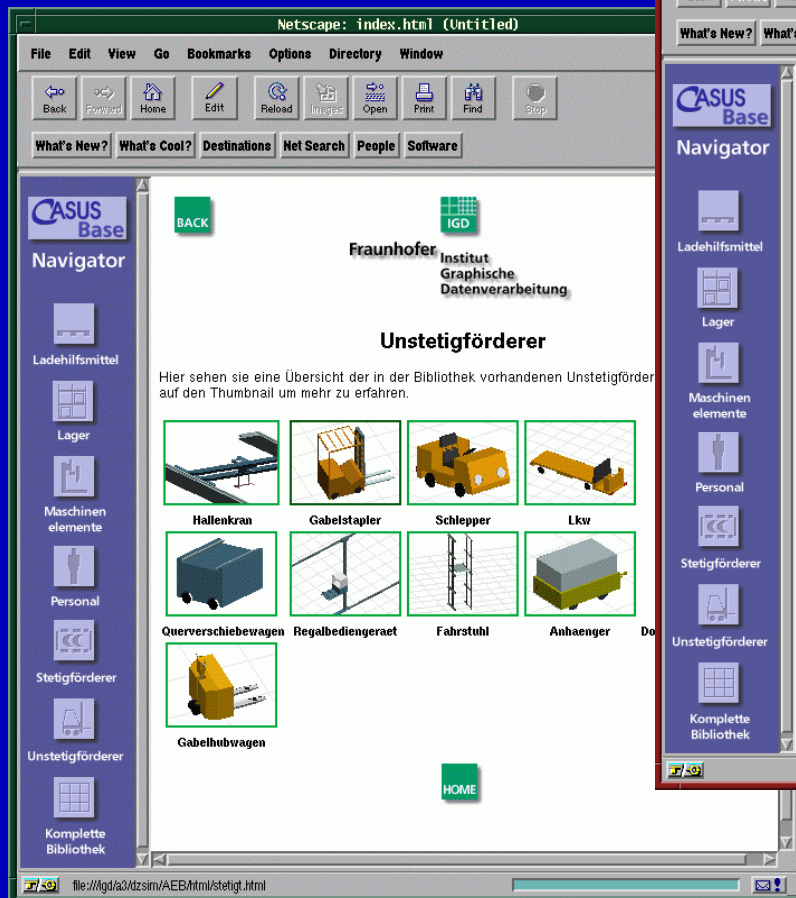 Netscape: index.html (Untitled)
File Edit View Go Bookmarks Options Directory Window
Back Forward Home Edit Reload Images Open Print Find Stop
What's New? What's Cool? Destinations Net Search People Software
CASUS
Base
Navigator
Ladehilfsmittel
Lager
Maschinen
elemente
Personal
Stetigförderer
Unstetigförderer
Komplette
Bibliothek
BACK
IGD
Fraunhofer Institut
Graphische
Datenverarbeitung
Unstetigförderer
Hier sehen sie eine Übersicht der in der Bibliothek vorhandenen Unstetigförder
auf den Thumbnail um mehr zu erfahren.
Hallenkran Gabelstapler Schlepper Lkw
Querverschiebewagen Regalbediengeraet Fahrstuhl Anhaenger Do
Gabelhubwagen
HOME
file:///igd/a3/dzsim/AEB/html/stetigt.html
What's New? What's
CASUS
Base
Navigator
Ladehilfsmittel
Lager
Maschinen
elemente
Personal
Stetigförderer
Unstetigförderer
Komplette
Bibliothek